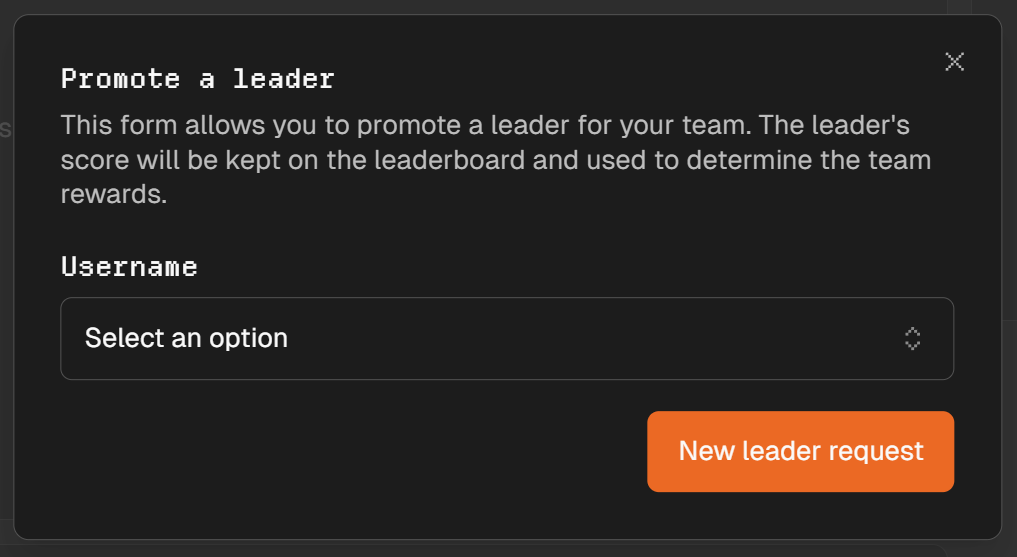 Promote a leader
This form allows you to promote a leader for your team. The leader's
score will be kept on the leaderboard and used to determine the team
rewards.
Username
Select an option
New leader request